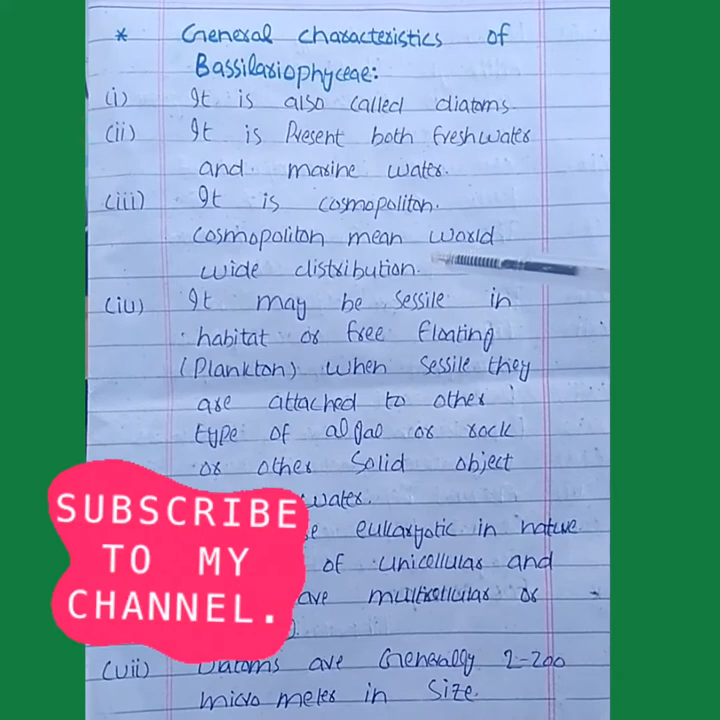 * General characteristics of
Bassilariophyceae:
(i) It is also called diatoms.
(ii) It is Present both freshwater
and marine water.
(iii) It is cosmopoliton.
cosmopoliton mean world
wide distribution.
(iv) It may be sessile in
habitat or free floating
(Plankton) when sessile they
are attached to other
type of algae or rock
or other Solid object
water.
eukaryotic in nature
of unicellular and
are multicellular or
(vii) Diatoms are Generally 2-200
micro meter in size.
SUBSCRIBE
TO MY
CHANNEL.